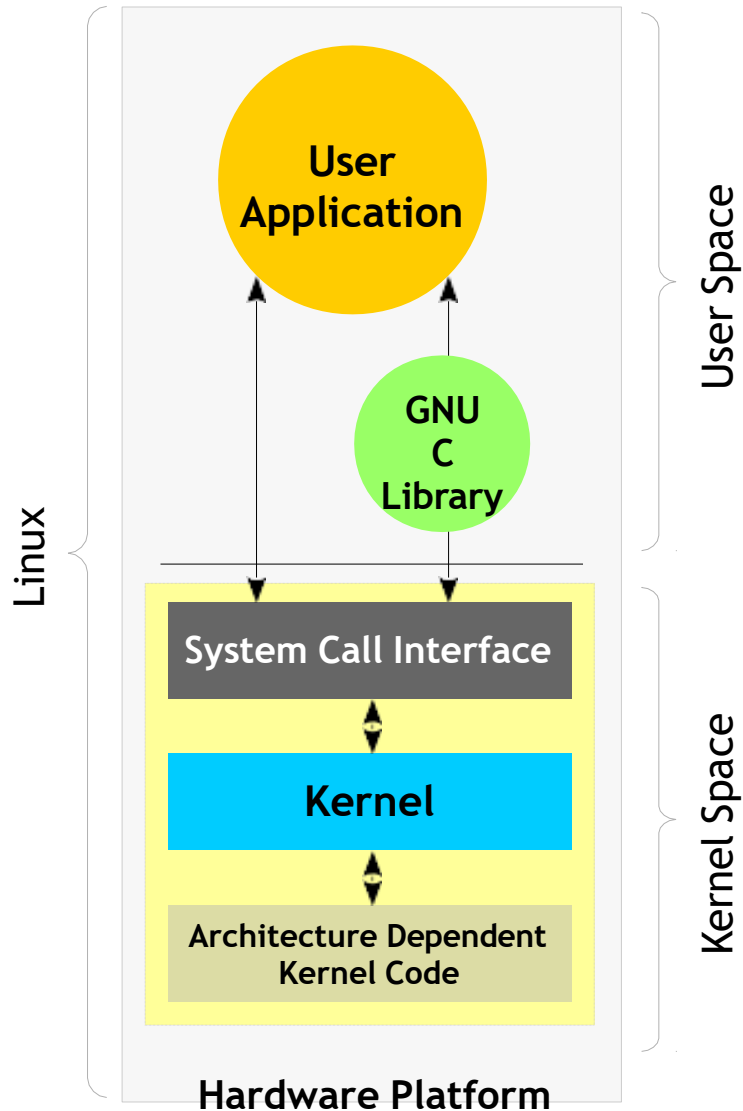 User
Application
GNU
C
Library
System Call Interface
Kernel
Architecture Dependent
Kernel Code
Hardware Platform
Linux
User Space
Kernel Space